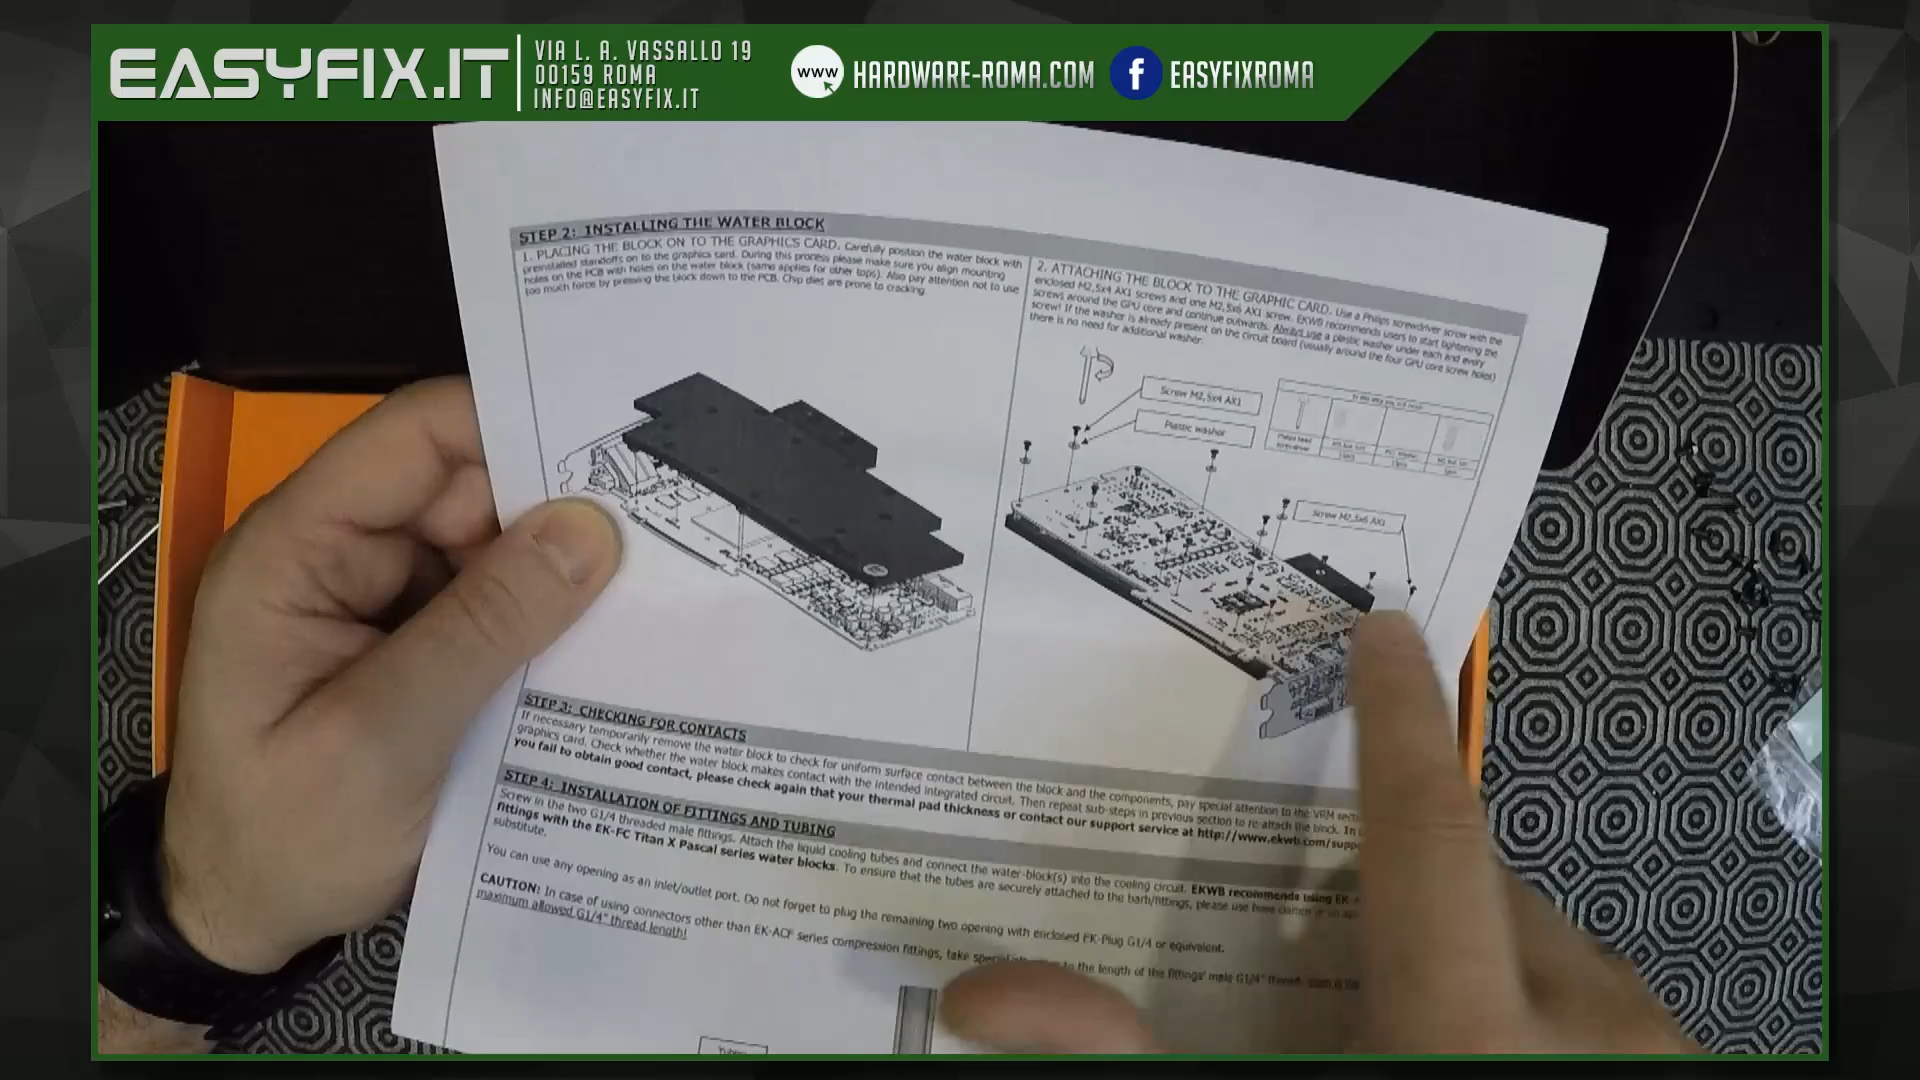 EASYFIX.IT
VIA L. A. VASSALLO 19
00159 ROMA
INFO@EASYFIX.IT
www
HARDWARE-ROMA.COM
f
EASYFIXROMA
STEP 2: INSTALLING THE WATER BLOCK
1. PLACING THE BLOCK ON TO THE GRAPHICS CARD. Carefully position the water block with
preinstalled standoffs on to the graphics card. During this process please make sure you align mounting
holes on the PCB with holes on the water block (same applies for other tops). Also pay attention not to use
too much force by pressing the block down to the PCB. Chip dies are prone to cracking.
2. ATTACHING THE BLOCK TO THE GRAPHIC CARD. Use a Philips screwdriver screw with the
enclosed M2,5x4 AX1 screws and one M2,5x6 AX1 screw. EKWB recommends users to start tightening the
screws around the GPU core and continue outwards. Always use a plastic washer under each and every
screw! If the washer is already present on the circuit board (usually around the four GPU core screw holes)
there is no need for additional washer.
Screw M2,5x4 AX1
Plastic washer
Screw M2,5x6 AX1
STEP 3: CHECKING FOR CONTACTS
If necessary temporarily remove the water block to check for uniform surface contact between the block and the components, pay special attention to the VRM
graphics card. Check whether the water block makes contact with the intended integrated circuit. Then repeat sub-steps in previous section to re-attach the block. In
you fail to obtain good contact, please check again that your thermal pad thickness or contact our support service at http://www.ekwb.com/supp
STEP 4: INSTALLATION OF FITTINGS AND TUBING
Screw in the two G1/4 threaded male fittings. Attach the liquid cooling tubes and connect the water-block(s) into the cooling circuit. EKWB recommends using EK-
fittings with the EK-FC Titan X Pascal series water blocks. To ensure that the tubes are securely attached to the barb/fittings, please use hose clamps or
substitute.
You can use any opening as an inlet/outlet port. Do not forget to plug the remaining two opening with enclosed EK-Plug G1/4 or equivalent.
CAUTION: In case of using connectors other than EK-ACF series compression fittings, take to the length of the fittings' male G1/4" thread
maximum allowed G1/4" thread length!